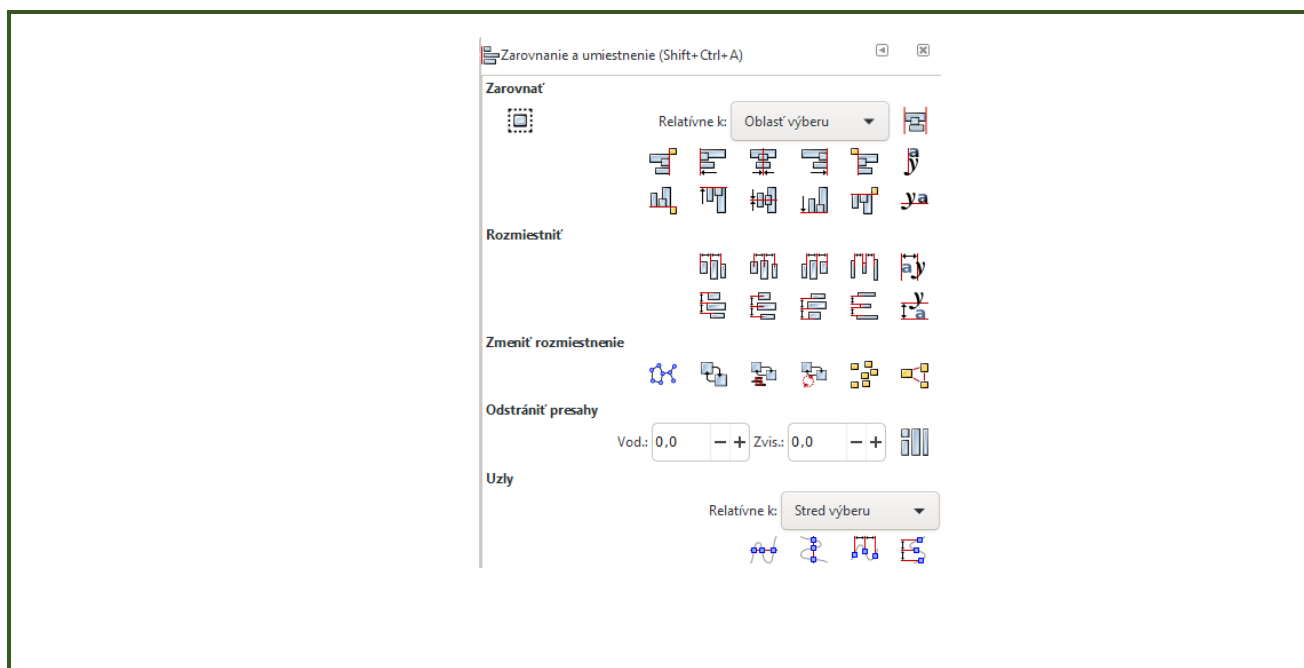 Zarovnanie a umiestnenie (Shift+Ctrl+A)
Zarovnať
Relatívne k: Oblasť výberu
Rozmiestniť
Zmeniť rozmiestnenie
Odstrániť presahy
Vod.: 0,0 − + Zvis.: 0,0 − +
Uzly
Relatívne k: Stred výberu